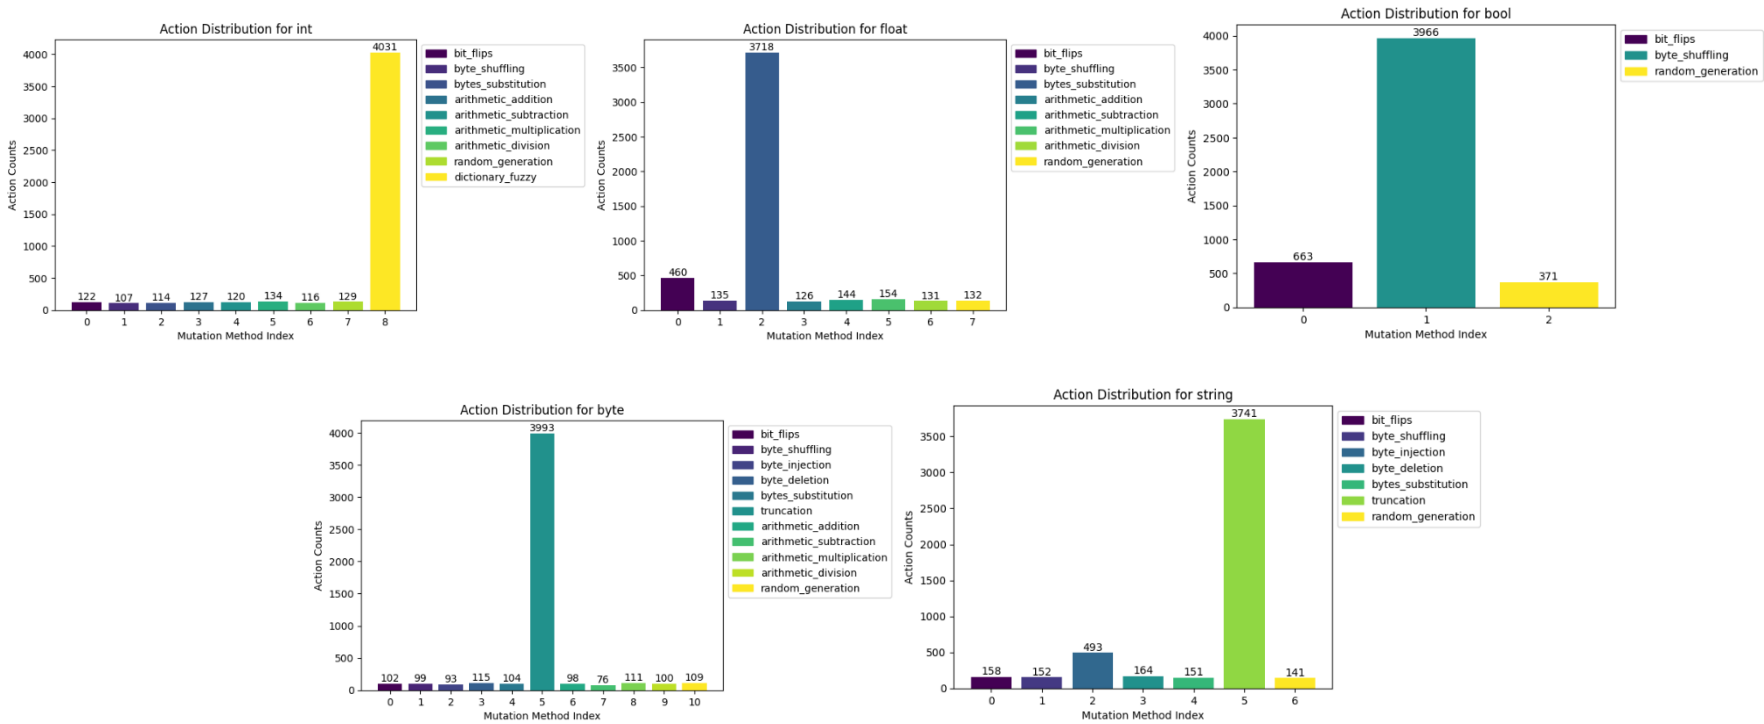 Action Distribution for int
4031
4000
3500
3000
2500
2000
1500
1000
500
0
Action Counts
122 107 114 127 120 134 116 129
0 1 2 3 4 5 6 7 8
Mutation Method Index
bit_flips
byte_shuffling
bytes_substitution
arithmetic_addition
arithmetic_subtraction
arithmetic_multiplication
arithmetic_division
random_generation
dictionary_fuzzy
Action Distribution for float
3718
3500
3000
2500
2000
1500
1000
500
0
Action Counts
460 135 126 144 154 131 132
0 1 2 3 4 5 6 7
Mutation Method Index
bit_flips
byte_shuffling
bytes_substitution
arithmetic_addition
arithmetic_subtraction
arithmetic_multiplication
arithmetic_division
random_generation
Action Distribution for bool
3966
4000
3500
3000
2500
2000
1500
1000
500
0
Action Counts
663 371
0 1 2
Mutation Method Index
bit_flips
byte_shuffling
random_generation
Action Distribution for byte
3993
4000
3500
3000
2500
2000
1500
1000
500
0
Action Counts
102 99 93 115 104 98 76 111 100 109
0 1 2 3 4 5 6 7 8 9 10
Mutation Method Index
bit_flips
byte_shuffling
byte_injection
byte_deletion
bytes_substitution
truncation
arithmetic_addition
arithmetic_subtraction
arithmetic_multiplication
arithmetic_division
random_generation
Action Distribution for string
3741
3500
3000
2500
2000
1500
1000
500
0
Action Counts
158 152 493 164 151 141
0 1 2 3 4 5 6
Mutation Method Index
bit_flips
byte_shuffling
byte_injection
byte_deletion
bytes_substitution
truncation
random_generation